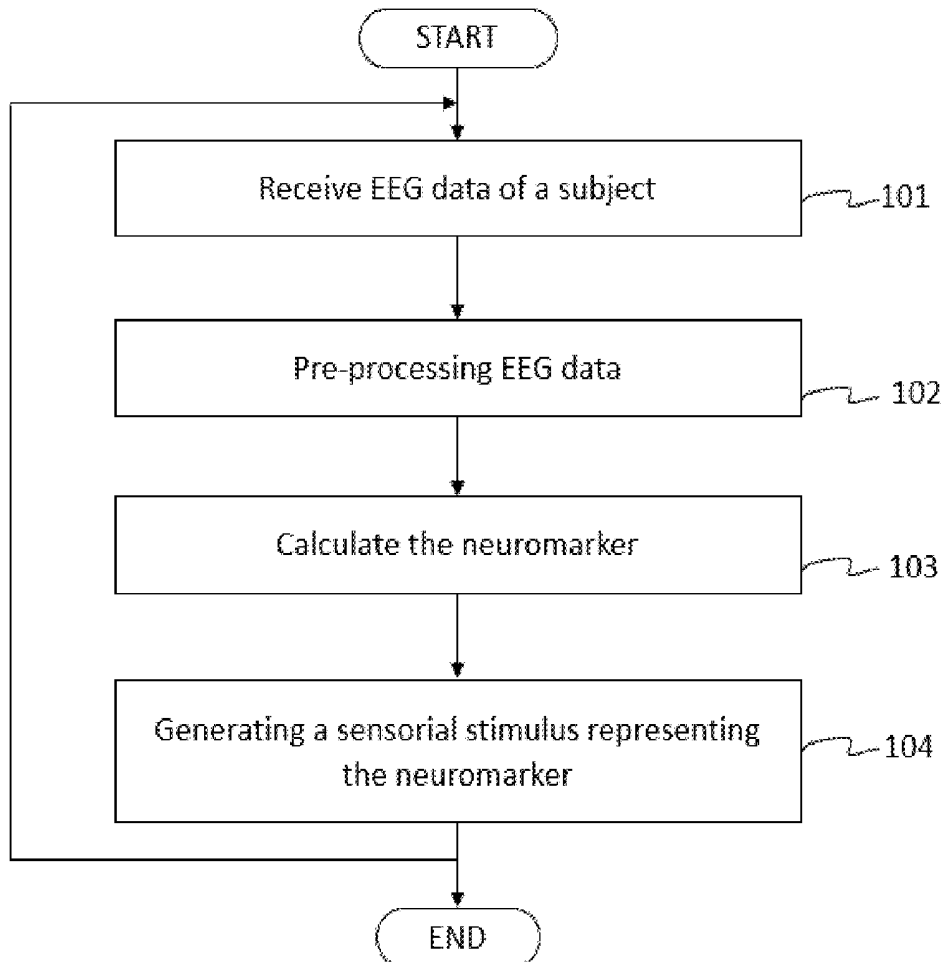 START
Receive EEG data of a subject
101
Pre-processing EEG data
102
Calculate the neuromarker
103
Generating a sensorial stimulus representing
the neuromarker
104
END